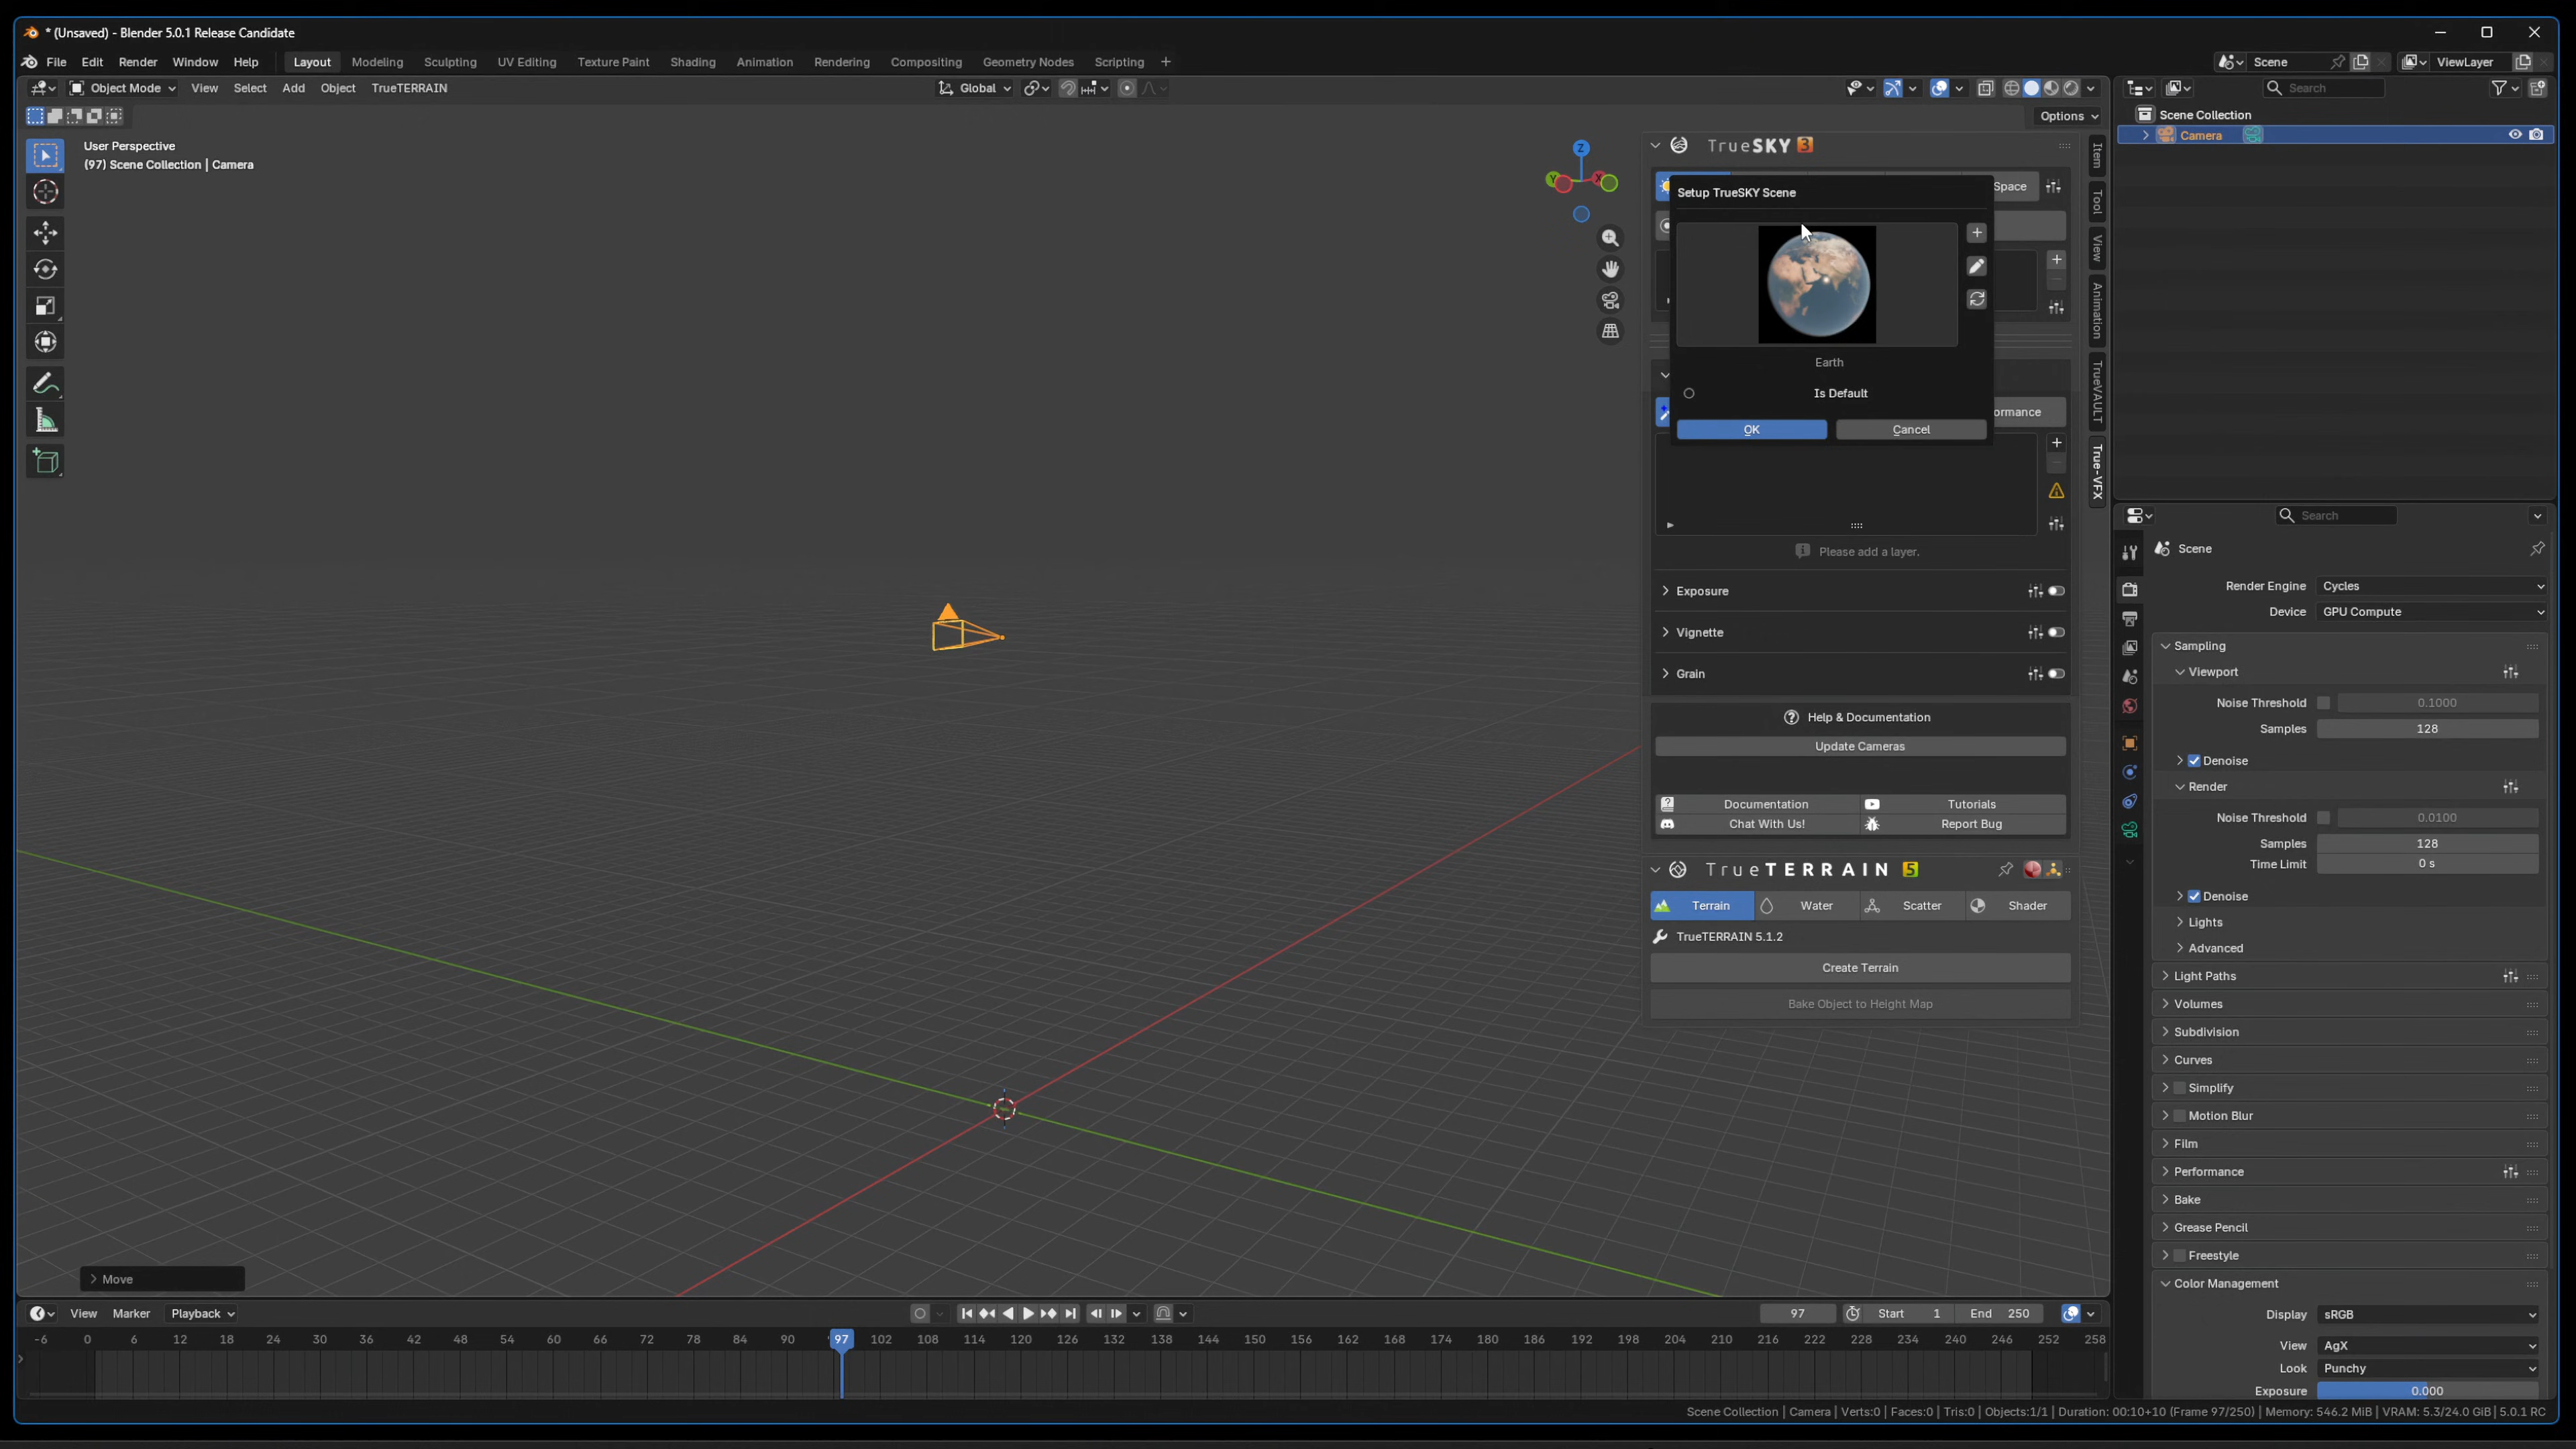 * (Unsaved) - Blender 5.0.1 Release Candidate
File Edit Render Window Help Layout Modeling Sculpting UV Editing Texture Paint Shading Animation Rendering Compositing Geometry Nodes Scripting + Scene ViewLayer
Object Mode View Select Add Object TrueTERRAIN Global Search
Options
Scene Collection
Camera
User Perspective
(97) Scene Collection | Camera
Z
Y
X
TrueSKY 3
Space
Setup TrueSKY Scene
Earth
Is Default
OK Cancel
ormance
Please add a layer.
Exposure
Vignette
Grain
Help & Documentation
Update Cameras
Documentation Tutorials
Chat With Us! Report Bug
TrueTERRAIN 5
Terrain Water Scatter Shader
TrueTERRAIN 5.1.2
Create Terrain
Bake Object to Height Map
Item
Tool
View
Animation
TrueVAULT
True-VFX
Search
Scene
Render Engine Cycles
Device GPU Compute
Sampling
Viewport
Noise Threshold 0.1000
Samples 128
Denoise
Render
Noise Threshold 0.0100
Samples 128
Time Limit 0 s
Denoise
Lights
Advanced
Light Paths
Volumes
Subdivision
Curves
Simplify
Motion Blur
Film
Performance
Bake
Grease Pencil
Freestyle
Color Management
Display sRGB
View AgX
Look Punchy
Exposure 0.000
Move
View Marker Playback 97 Start 1 End 250
-6 0 6 12 18 24 30 36 42 48 54 60 66 72 78 84 90 97 102 108 114 120 126 132 138 144 150 156 162 168 174 180 186 192 198 204 210 216 222 228 234 240 246 252 258
Scene Collection | Camera | Verts:0 | Faces:0 | Tris:0 | Objects:1/1 | Duration: 00:10+10 (Frame 97/250) | Memory: 546.2 MiB | VRAM: 5.3/24.0 GiB | 5.0.1 RC